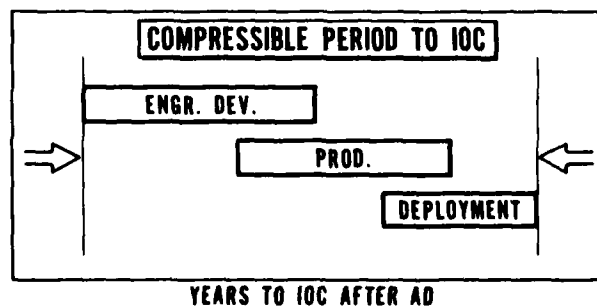 COMPRESSIBLE PERIOD TO IOC
ENGR. DEV.
PROD.
DEPLOYMENT
YEARS TO IOC AFTER AD